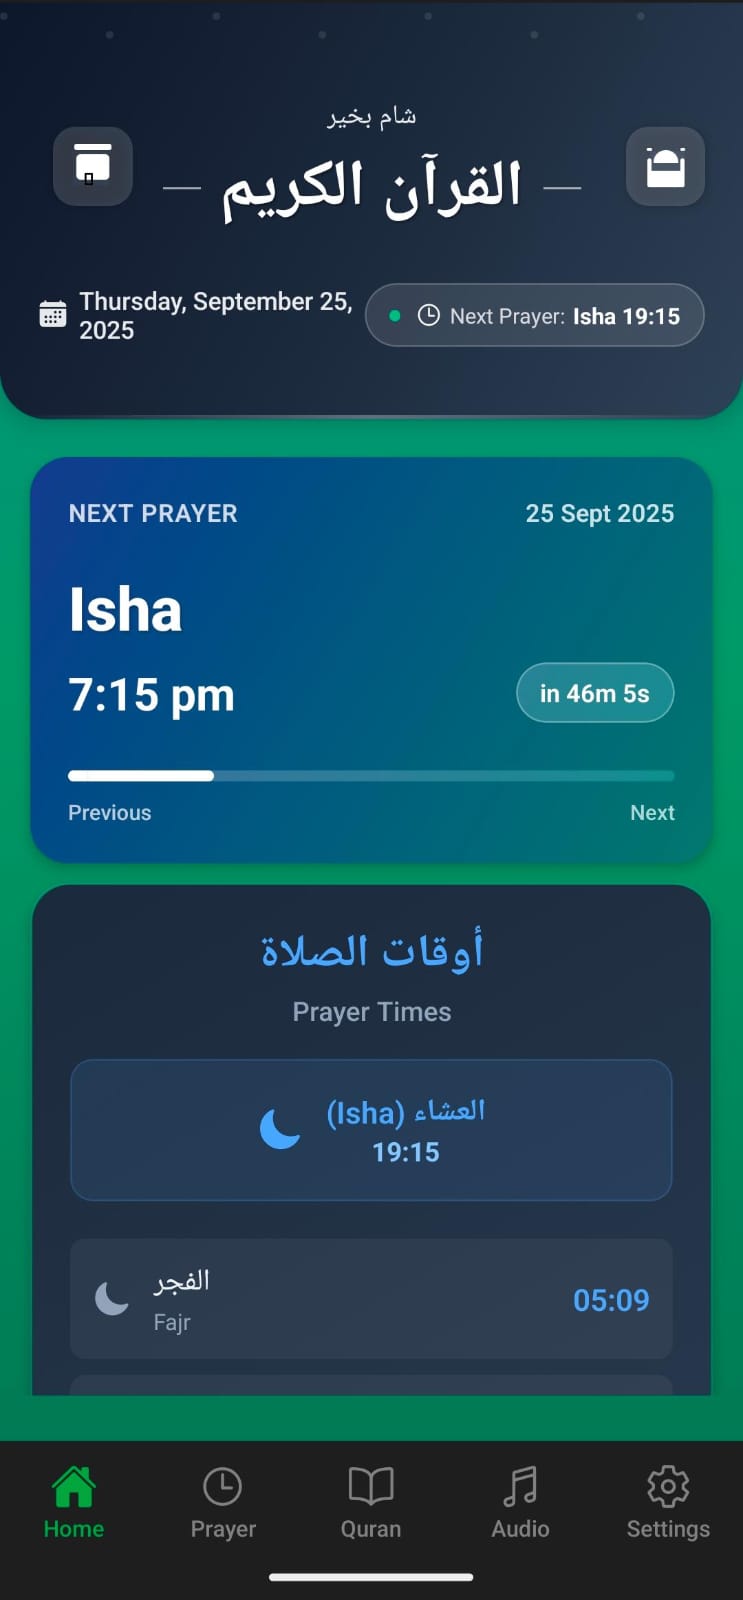 شام بخير
القرآن الكريم
Thursday, September 25,
2025
Next Prayer: Isha 19:15
NEXT PRAYER
25 Sept 2025
Isha
7:15 pm
in 46m 5s
Previous
Next
أوقات الصلاة
Prayer Times
العشاء (Isha)
19:15
الفجر
Fajr
05:09
Home
Prayer
Quran
Audio
Settings